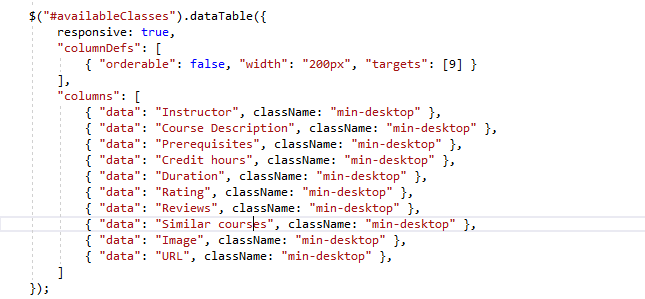 $("#availableClasses").dataTable({
responsive: true,
"columnDefs": [
{ "orderable": false, "width": "200px", "targets": [9] }
],
"columns": [
{ "data": "Instructor", className: "min-desktop" },
{ "data": "Course Description", className: "min-desktop" },
{ "data": "Prerequisites", className: "min-desktop" },
{ "data": "Credit hours", className: "min-desktop" },
{ "data": "Duration", className: "min-desktop" },
{ "data": "Rating", className: "min-desktop" },
{ "data": "Reviews", className: "min-desktop" },
{ "data": "Similar courses", className: "min-desktop" },
{ "data": "Image", className: "min-desktop" },
{ "data": "URL", className: "min-desktop" },
]
});